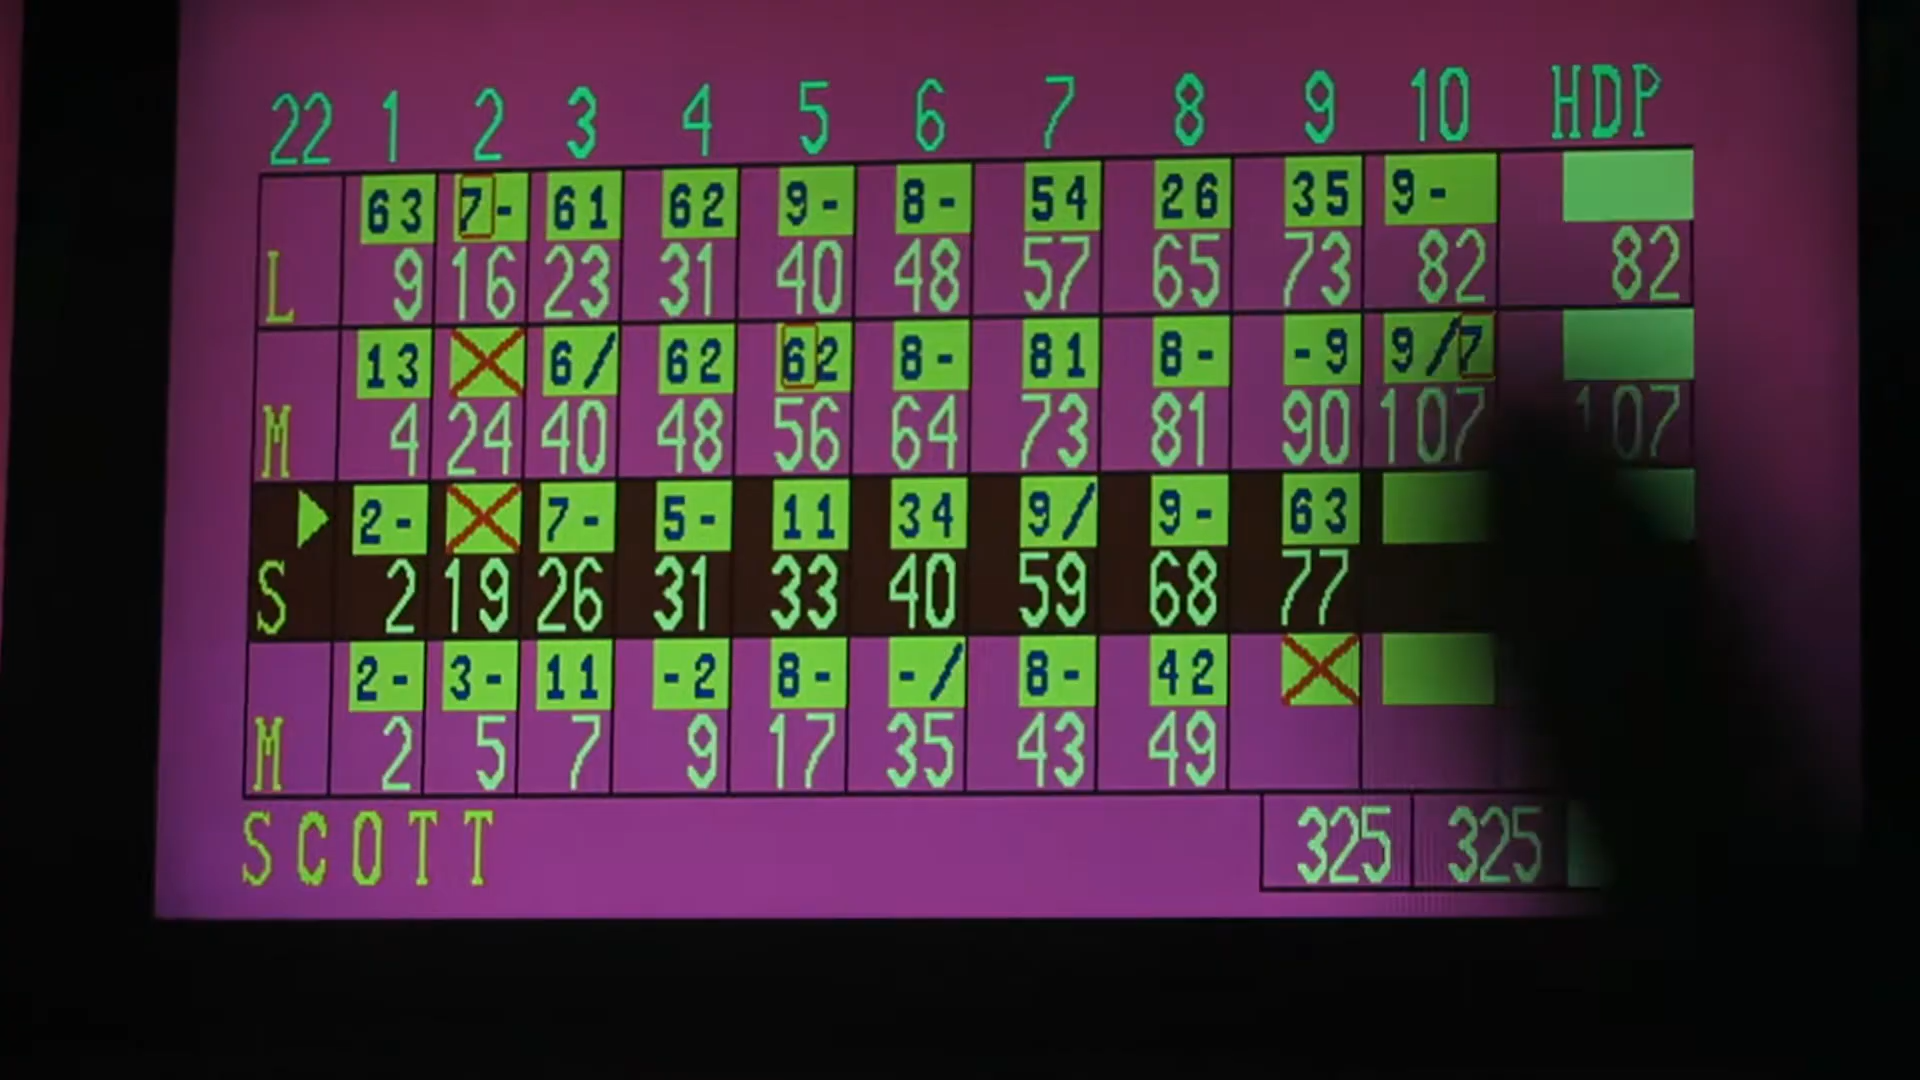 22 1 2 3 4 5 6 7 8 9 10 HDP
63 7- 61 62 9- 8- 54 26 35 9-
L 9 16 23 31 40 48 57 65 73 82 82
13 X 6/ 62 62 8- 81 8- -9 9/7
M 4 24 40 48 56 64 73 81 90 107 107
2- X 7- 5- 11 34 9/ 9- 63
S 2 19 26 31 33 40 59 68 77
2- 3- 11 -2 8- -/ 8- 42 X
M 2 5 7 9 17 35 43 49
SCOTT 325 325